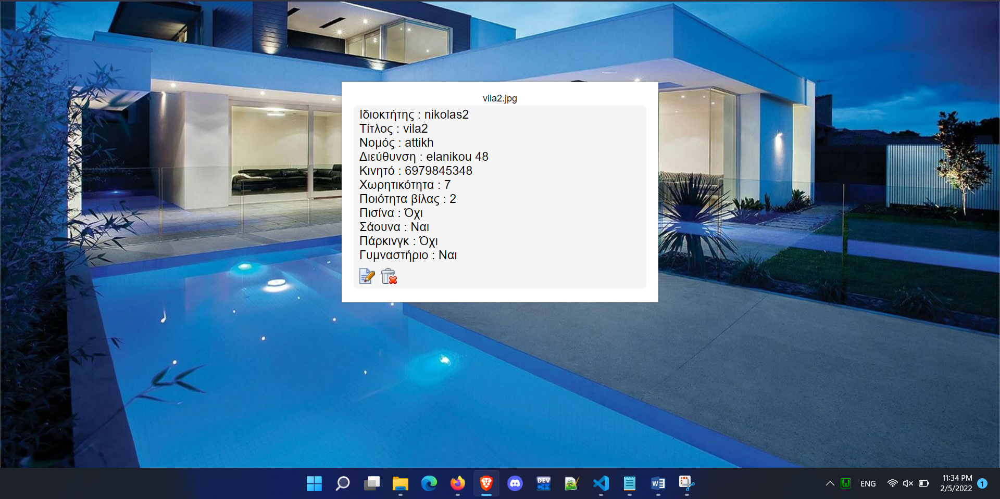 vila2.jpg
Ιδιοκτήτης : nikolas2
Τίτλος : vila2
Νομός : attikh
Διεύθυνση : elanikou 48
Κινητό : 6979845348
Χωρητικότητα : 7
Ποιότητα βίλας : 2
Πισίνα : Όχι
Σάουνα : Ναι
Πάρκινγκ : Όχι
Γυμναστήριο : Ναι
DEV
C++
W
ENG
11:34 PM
2/5/2022
1